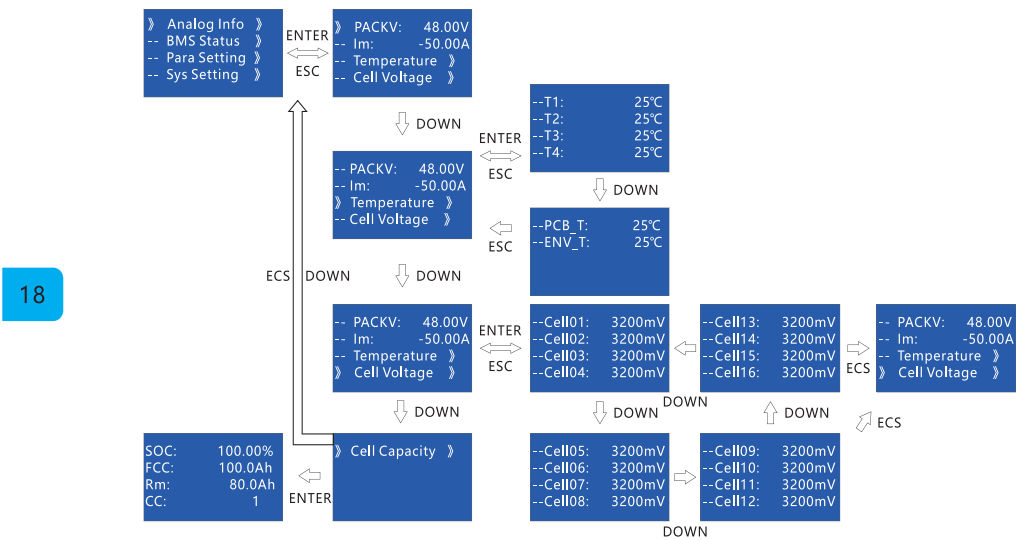 》 Analog Info 》
-- BMS Status 》
-- Para Setting 》
-- Sys Setting 》
ENTER
ESC
》 PACKV: 48.00V
-- Im: -50.00A
-- Temperature 》
-- Cell Voltage 》
DOWN
-- PACKV: 48.00V
-- Im: -50.00A
》 Temperature 》
-- Cell Voltage 》
ENTER
ESC
--T1: 25℃
--T2: 25℃
--T3: 25℃
--T4: 25℃
DOWN
ESC
--PCB_T: 25℃
--ENV_T: 25℃
18
ECS DOWN
DOWN
-- PACKV: 48.00V
-- Im: -50.00A
-- Temperature 》
》 Cell Voltage 》
ENTER
ESC
--Cell01: 3200mV
--Cell02: 3200mV
--Cell03: 3200mV
--Cell04: 3200mV
--Cell13: 3200mV
--Cell14: 3200mV
--Cell15: 3200mV
--Cell16: 3200mV
ECS
-- PACKV: 48.00V
-- Im: -50.00A
-- Temperature 》
》 Cell Voltage 》
DOWN
DOWN
DOWN
DOWN
ECS
SOC: 100.00%
FCC: 100.0Ah
Rm: 80.0Ah
CC: 1
ENTER
》 Cell Capacity 》
--Cell05: 3200mV
--Cell06: 3200mV
--Cell07: 3200mV
--Cell08: 3200mV
--Cell09: 3200mV
--Cell10: 3200mV
--Cell11: 3200mV
--Cell12: 3200mV
DOWN